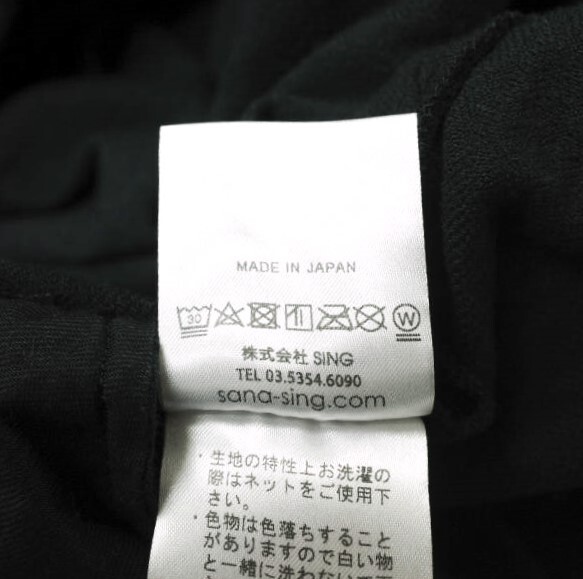 MADE IN JAPAN
30 W
株式会社 SING
TEL 03.5354.6090
sana-sing.com
・生地の特性上お洗濯の
際はネットをご使用下
さい。
・色物は色落ちすること
がありますので白い物
と一緒に洗わないで下